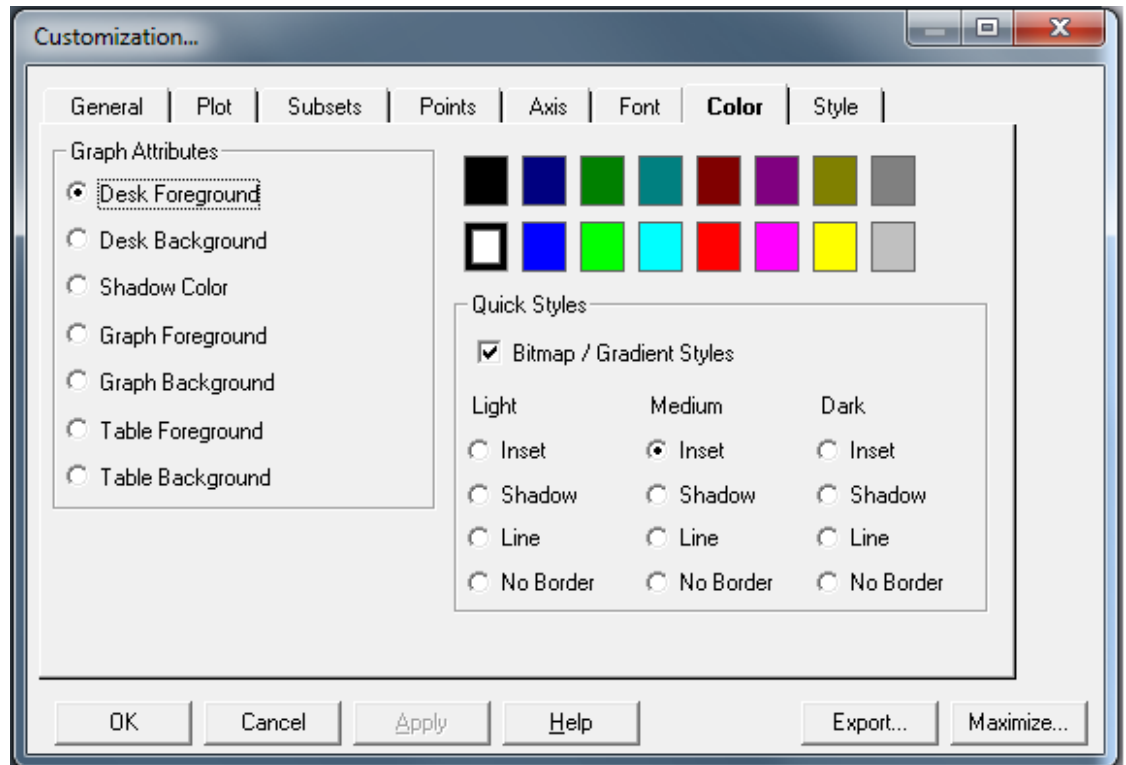 Customization...
General Plot Subsets Points Axis Font Color Style
Graph Attributes
Desk Foreground
Desk Background
Shadow Color
Graph Foreground
Graph Background
Table Foreground
Table Background
Quick Styles
Bitmap / Gradient Styles
Light Medium Dark
Inset Inset Inset
Shadow Shadow Shadow
Line Line Line
No Border No Border No Border
OK Cancel Apply Help Export... Maximize...